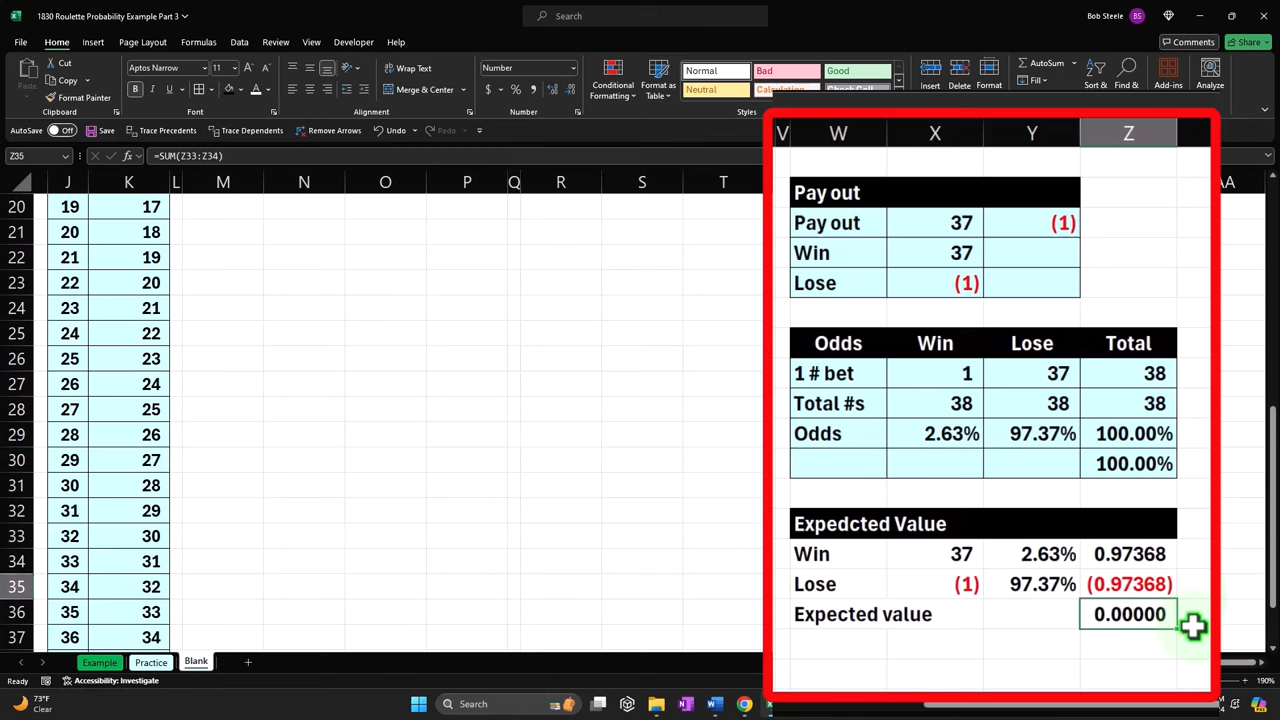 1830 Roulette Probability Example Part 3
Search
Bob Steele BS
File Home Insert Page Layout Formulas Data Review View Developer Help
Comments Share
Cut
Paste
Format Painter
Clipboard
Aptos Narrow 11
B I U
Font
Wrap Text
Merge & Center
Alignment
Number
$ % ,
Number
Conditional Formatting
Format as Table
Normal Bad Good
Neutral Calculation Check Cell
Styles
Insert Delete Format
Cells
AutoSum
Fill
Sort & Find &
Add-ins
Analyze
AutoSave Off Save Trace Precedents Trace Dependents Remove Arrows Undo Redo
Z35 fx =SUM(Z33:Z34)
J K L M N O P Q R S T AA
20 19 17
21 20 18
22 21 19
23 22 20
24 23 21
25 24 22
26 25 23
27 26 24
28 27 25
29 28 26
30 29 27
31 30 28
32 31 29
33 32 30
34 33 31
35 34 32
36 35 33
37 36 34
V W X Y Z
Pay out
Pay out 37 (1)
Win 37
Lose (1)
Odds Win Lose Total
1 # bet 1 37 38
Total #s 38 38 38
Odds 2.63% 97.37% 100.00%
100.00%
Expedcted Value
Win 37 2.63% 0.97368
Lose (1) 97.37% (0.97368)
Expected value 0.00000
Example Practice Blank
Ready Accessibility: Investigate
190%
73°F
Clear
Search